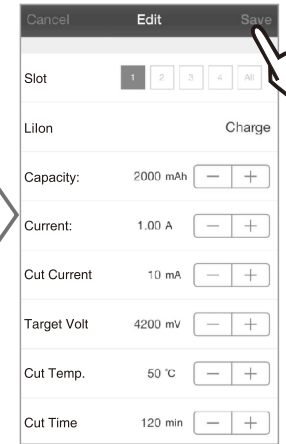 Cancel Edit Save
Slot 1 2 3 4 All
LiIon Charge
Capacity: 2000 mAh − +
Current: 1.00 A − +
Cut Current 10 mA − +
Target Volt 4200 mV − +
Cut Temp. 50 ℃ − +
Cut Time 120 min − +